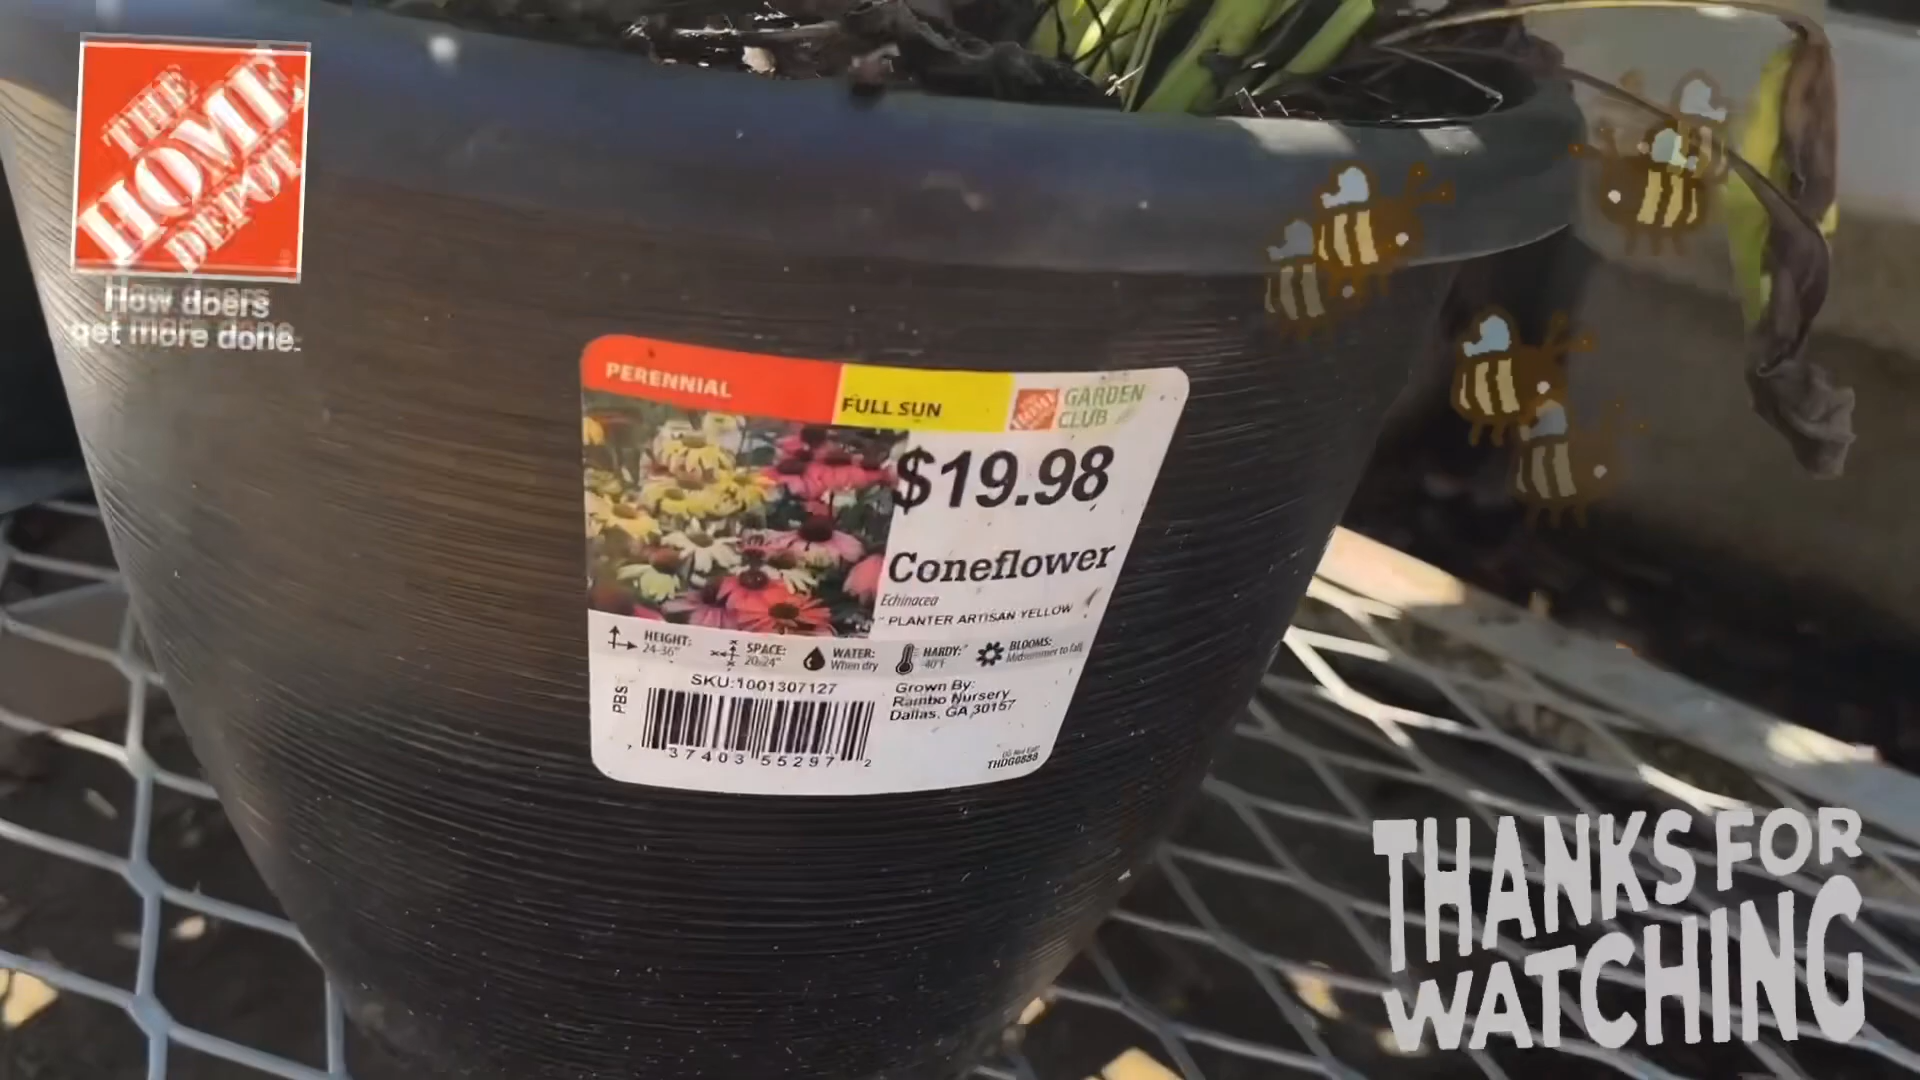 THE
HOME
DEPOT
How doers
get more done.
PERENNIAL
FULL SUN
GARDEN
CLUB
$19.98
Coneflower
Echinacea
PLANTER ARTISAN YELLOW
HEIGHT:
24-36"
SPACE:
20-24"
WATER:
When dry
HARDY:
-40°F
BLOOMS:
Midsummer to fall
SKU:1001307127
PBS
Grown By:
Rambo Nursery
Dallas, GA 30157
7 37403 55297 2
THANKS FOR
WATCHING